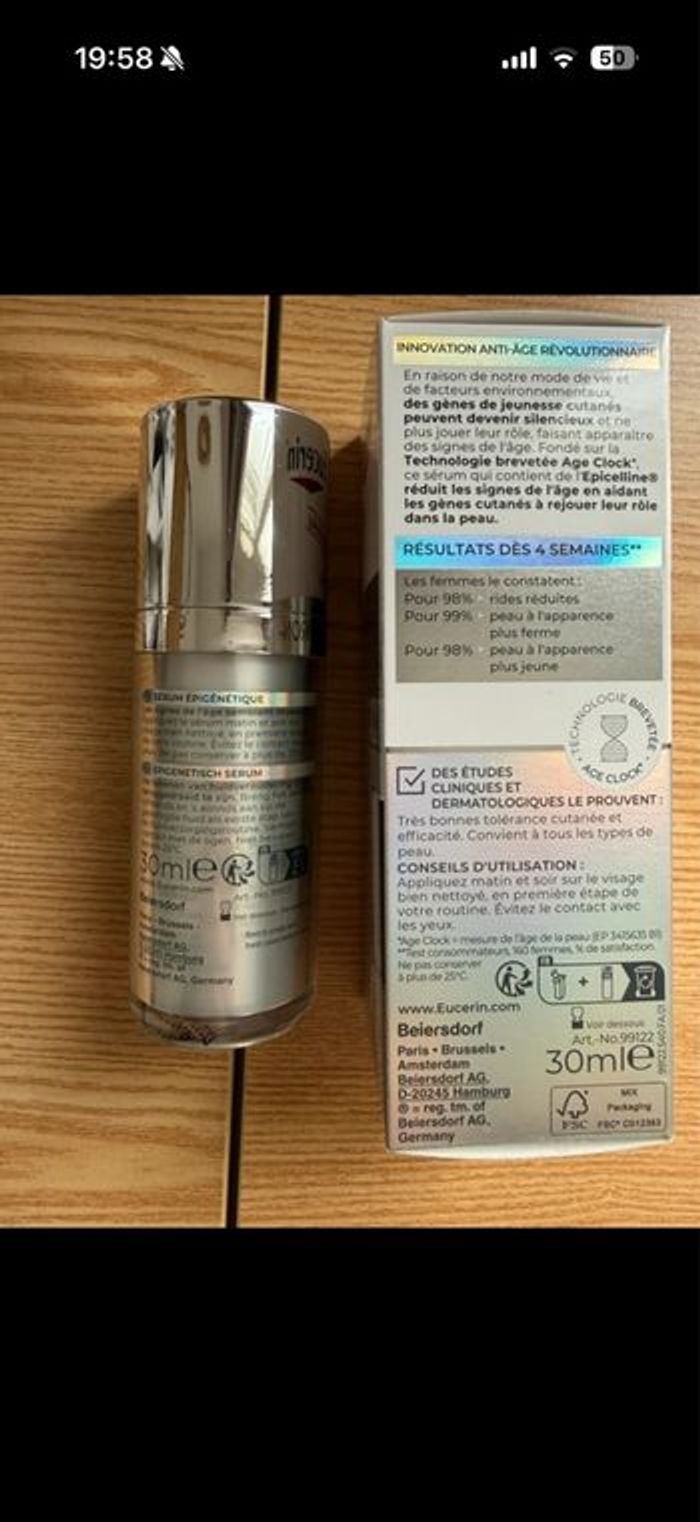 19:58
50
INNOVATION ANTI-ÂGE RÉVOLUTIONNAIRE
En raison de notre mode de vie et
de facteurs environnementaux,
des gènes de jeunesse cutanés
peuvent devenir silencieux et ne
plus jouer leur rôle, faisant apparaître
des signes de l'âge. Fondé sur la
Technologie brevetée Age Clock*,
ce sérum qui contient de l'Epicelline®
réduit les signes de l'âge en aidant
les gènes cutanés à rejouer leur rôle
dans la peau.
RÉSULTATS DÈS 4 SEMAINES**
Les femmes le constatent :
Pour 98% rides réduites
Pour 99% peau à l'apparence
plus ferme
Pour 98% peau à l'apparence
plus jeune
TECHNOLOGIE BREVETÉE
AGE CLOCK*
DES ÉTUDES
CLINIQUES ET
DERMATOLOGIQUES LE PROUVENT :
Très bonnes tolérance cutanée et
efficacité. Convient à tous les types de
peau.
CONSEILS D'UTILISATION :
Appliquez matin et soir sur le visage
bien nettoyé, en première étape de
votre routine. Évitez le contact avec
les yeux.
*Age Clock = mesure de l'âge de la peau
**Test consommateurs, 160 femmes, % de satisfaction.
Ne pas conserver
à plus de 25°C.
FR
+
www.Eucerin.com
Voir dessous
Beiersdorf
Art.-No.99122
Paris • Brussels •
Amsterdam
Beiersdorf AG,
D-20245 Hamburg
® = reg. tm. of
Beiersdorf AG,
Germany
30ml e
FSC
MIX
Packaging
Eucerin
SÉRUM ÉPIGÉNÉTIQUE
EPIGENETISCH SERUM
30ml e
Beiersdorf
Beiersdorf AG, Germany